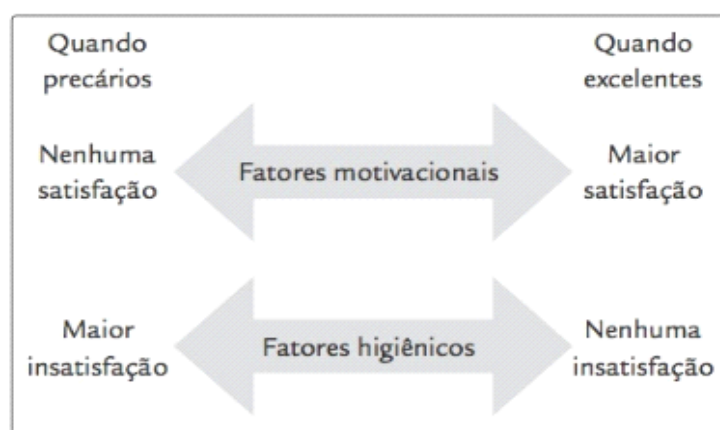 Quando
precários
Quando
excelentes
Nenhuma
satisfação
Fatores motivacionais
Maior
satisfação
Maior
insatisfação
Fatores higiênicos
Nenhuma
insatisfação